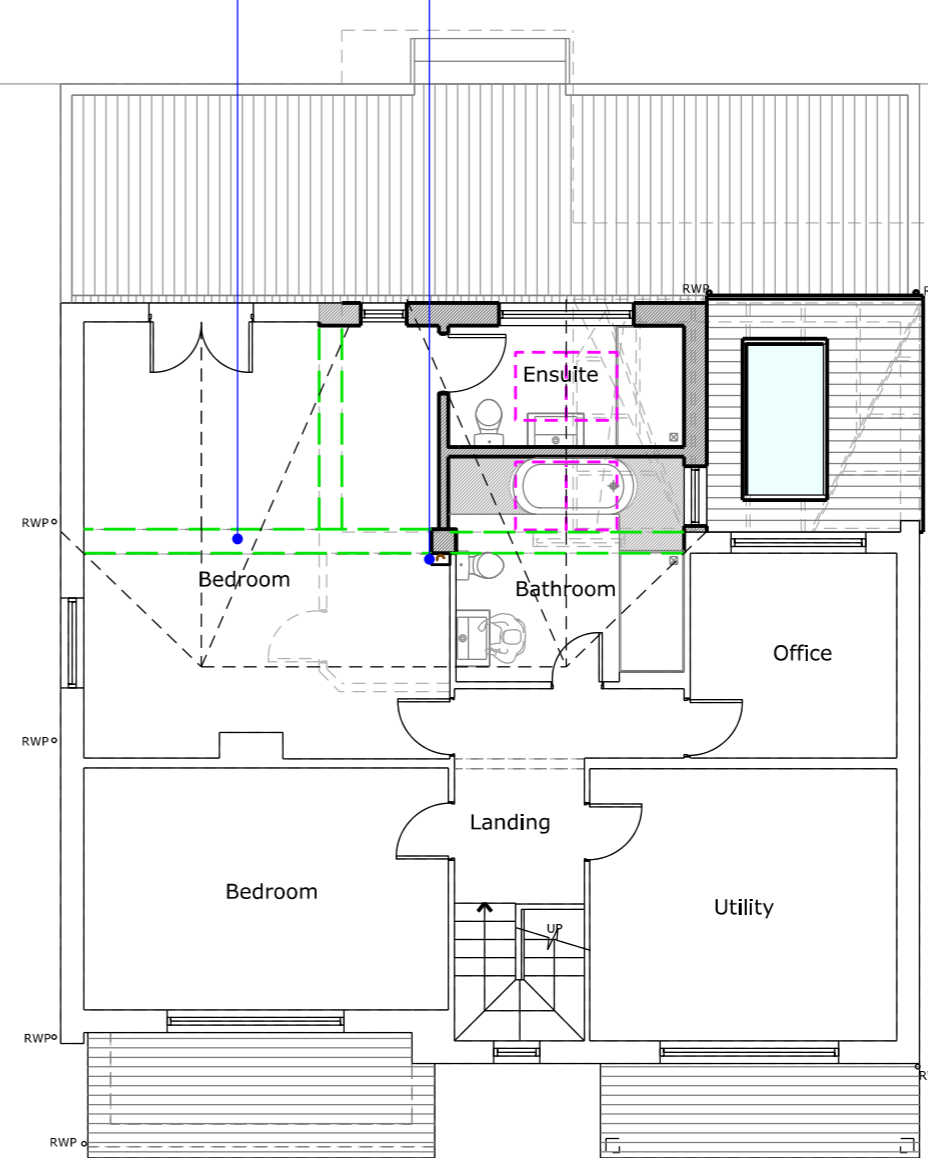 RWP
Ensuite
RWP
Bedroom
Bathroom
Office
RWP
Landing
Bedroom
Utility
UP
RWP
RWP